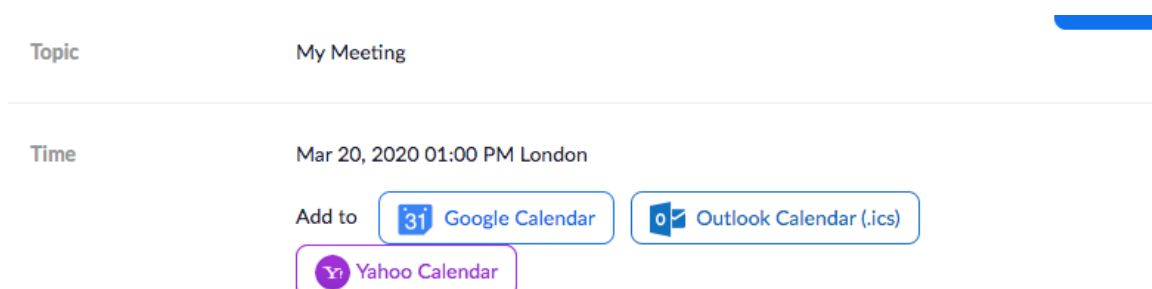 Topic My Meeting
Time Mar 20, 2020 01:00 PM London
Add to 31 Google Calendar Outlook Calendar (.ics)
Yahoo Calendar